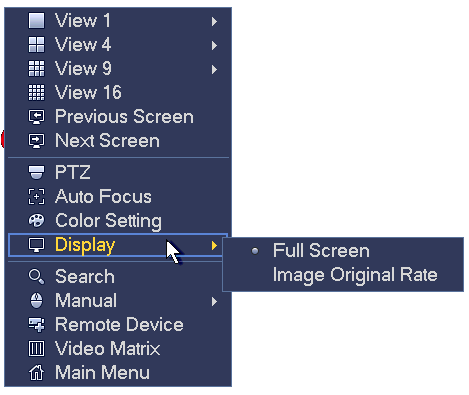 View 1
View 4
View 9
View 16
Previous Screen
Next Screen
PTZ
Auto Focus
Color Setting
Display
Full Screen
Image Original Rate
Search
Manual
Remote Device
Video Matrix
Main Menu